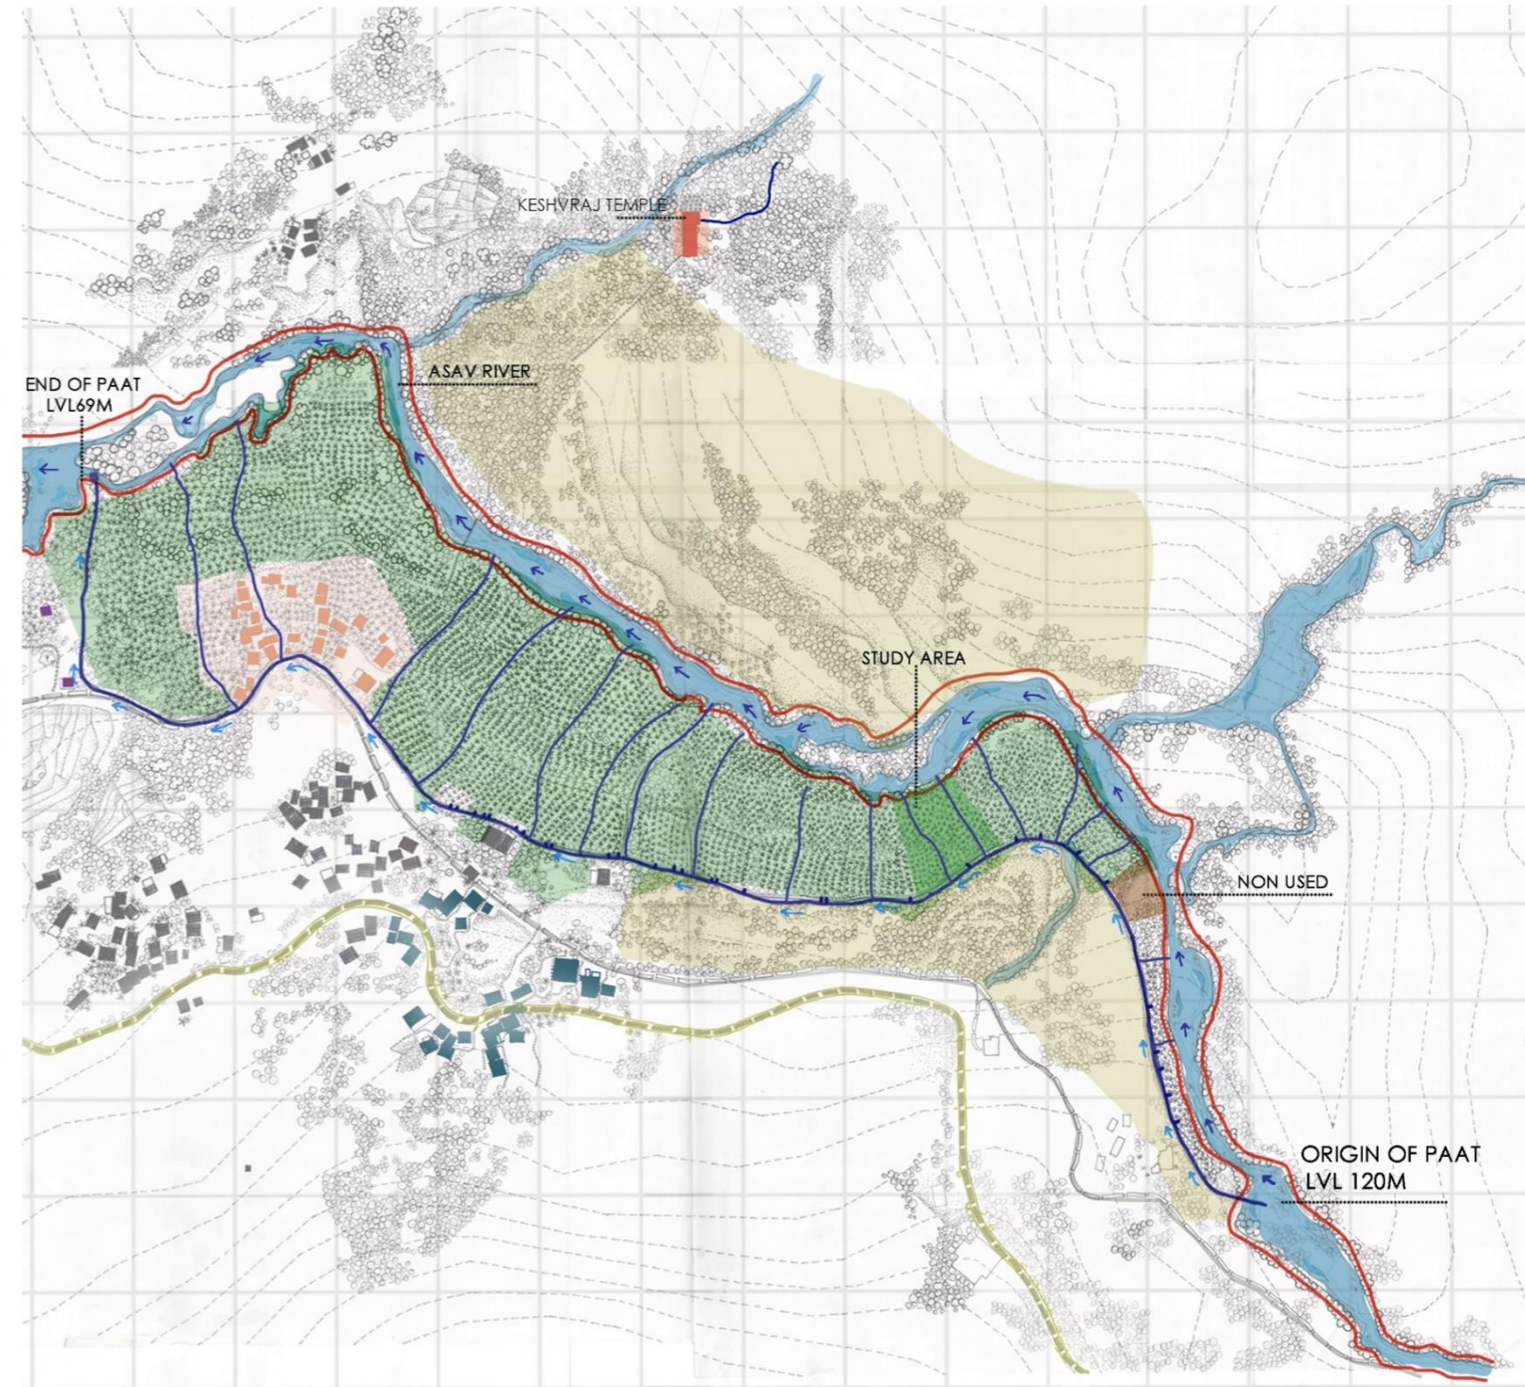 KESHVRAJ TEMPLE
ASAV RIVER
END OF PAAT
LVL69M
STUDY AREA
NON USED
ORIGIN OF PAAT
LVL 120M